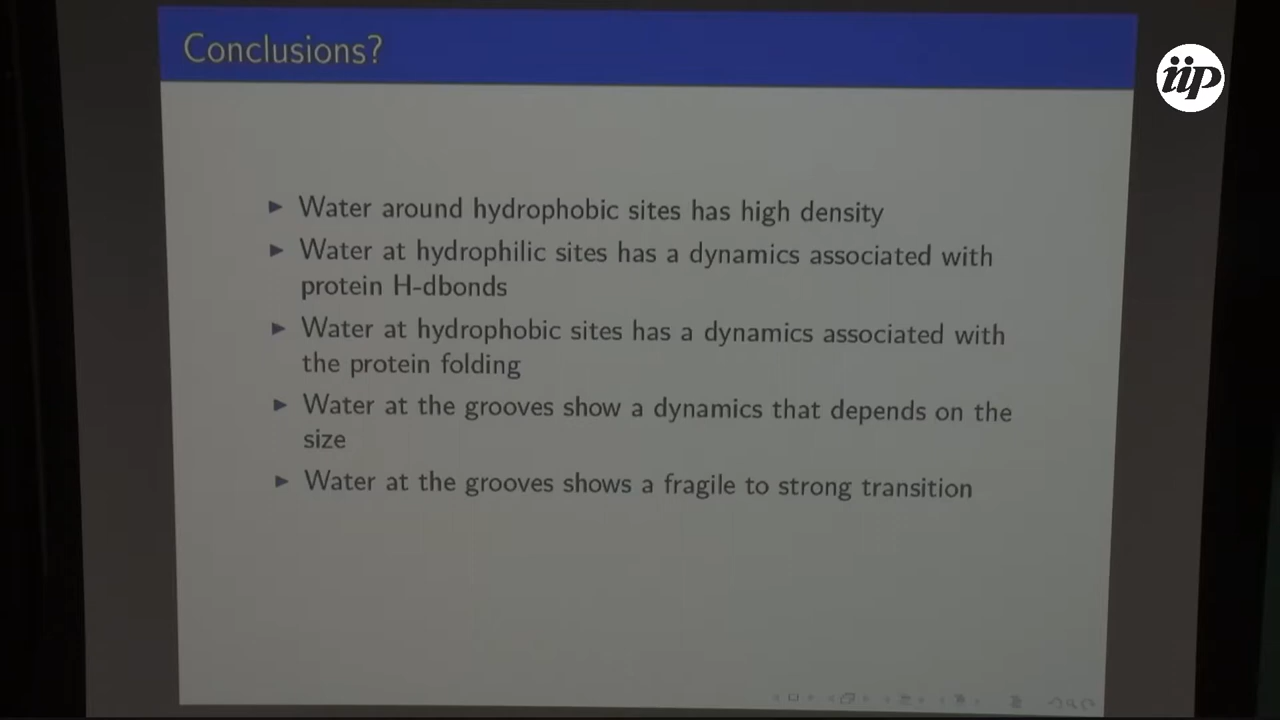 Conclusions?
iip
Water around hydrophobic sites has high density
Water at hydrophilic sites has a dynamics associated with
protein H-dbonds
Water at hydrophobic sites has a dynamics associated with
the protein folding
Water at the grooves show a dynamics that depends on the
size
Water at the grooves shows a fragile to strong transition